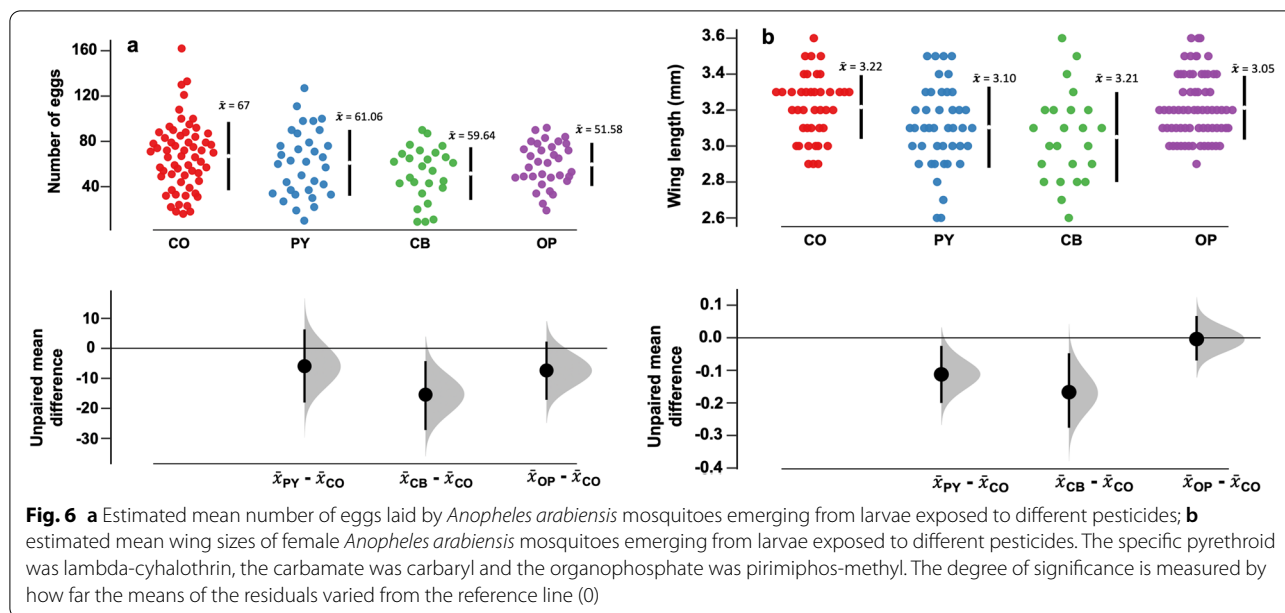 a
Number of eggs
160
120
80
40
x̄ = 67
x̄ = 61.06
x̄ = 59.64
x̄ = 51.58
CO PY CB OP
Unpaired mean
difference
10
0
-10
-20
-30
x̄PY - x̄CO x̄CB - x̄CO x̄OP - x̄CO
b
Wing length (mm)
3.6
3.4
3.2
3.0
2.8
2.6
x̄ = 3.22
x̄ = 3.10
x̄ = 3.21
x̄ = 3.05
CO PY CB OP
Unpaired mean
difference
0.1
0.0
-0.1
-0.2
-0.3
-0.4
x̄PY - x̄CO x̄CB - x̄CO x̄OP - x̄CO
Fig. 6 a Estimated mean number of eggs laid by Anopheles arabiensis mosquitoes emerging from larvae exposed to different pesticides; b
estimated mean wing sizes of female Anopheles arabiensis mosquitoes emerging from larvae exposed to different pesticides. The specific pyrethroid
was lambda-cyhalothrin, the carbamate was carbaryl and the organophosphate was pirimiphos-methyl. The degree of significance is measured by
how far the means of the residuals varied from the reference line (0)